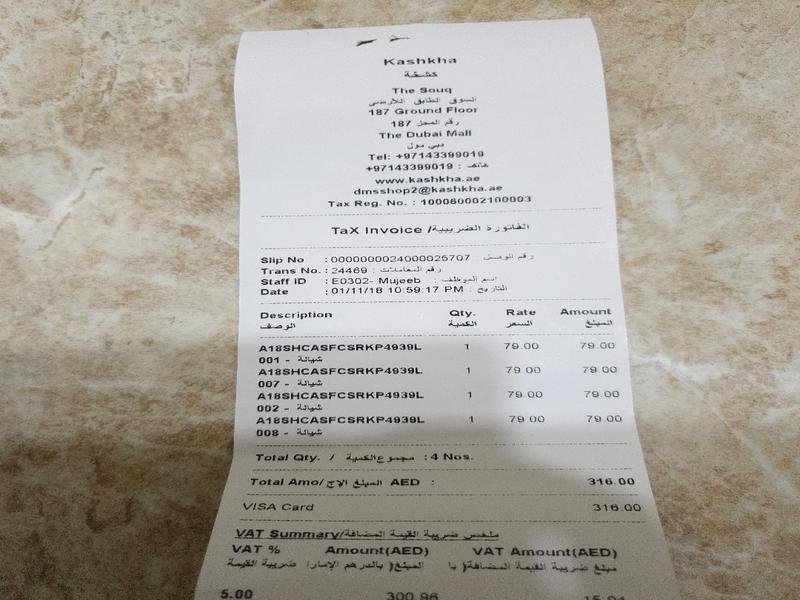 Kashkha
كشخة
The Souq
السوق الطابق الأرضي
187 Ground Floor
رقم المحل 187
The Dubai Mall
دبي مول
Tel: +97143399019
هاتف : +97143399019
www.kashkha.ae
dmsshop2@kashkha.ae
Tax Reg. No. : 100060002100003
TaX Invoice /الفاتورة الضريبية
Slip No : 0000000024000025707 رقم الوصل
Trans No. : 24469 : رقم المعاملات
Staff ID : E0302- Mujeeb : اسم الموظف
Date : 01/11/18 10:59:17 PM : التاريخ
Description Qty. Rate Amount
الوصف الكمية السعر المبلغ
A18SHCASFCSRKP4939L 1 79.00 79.00
001 - شيالة
A18SHCASFCSRKP4939L 1 79.00 79.00
007 - شيالة
A18SHCASFCSRKP4939L 1 79.00 79.00
002 - شيالة
A18SHCASFCSRKP4939L 1 79.00 79.00
008 - شيالة
Total Qty. / مجموع الكمية : 4 Nos.
Total Amo/ المبلغ الاج AED : 316.00
VISA Card 316.00
VAT Summary/ملخص ضريبة القيمة المضافة
VAT % Amount(AED) VAT Amount(AED)
ضريبة القيمة المبلغ( بالدرهم الإمارا مبلغ ضريبة القيمة المضافة( با
5.00 300.96 15.04